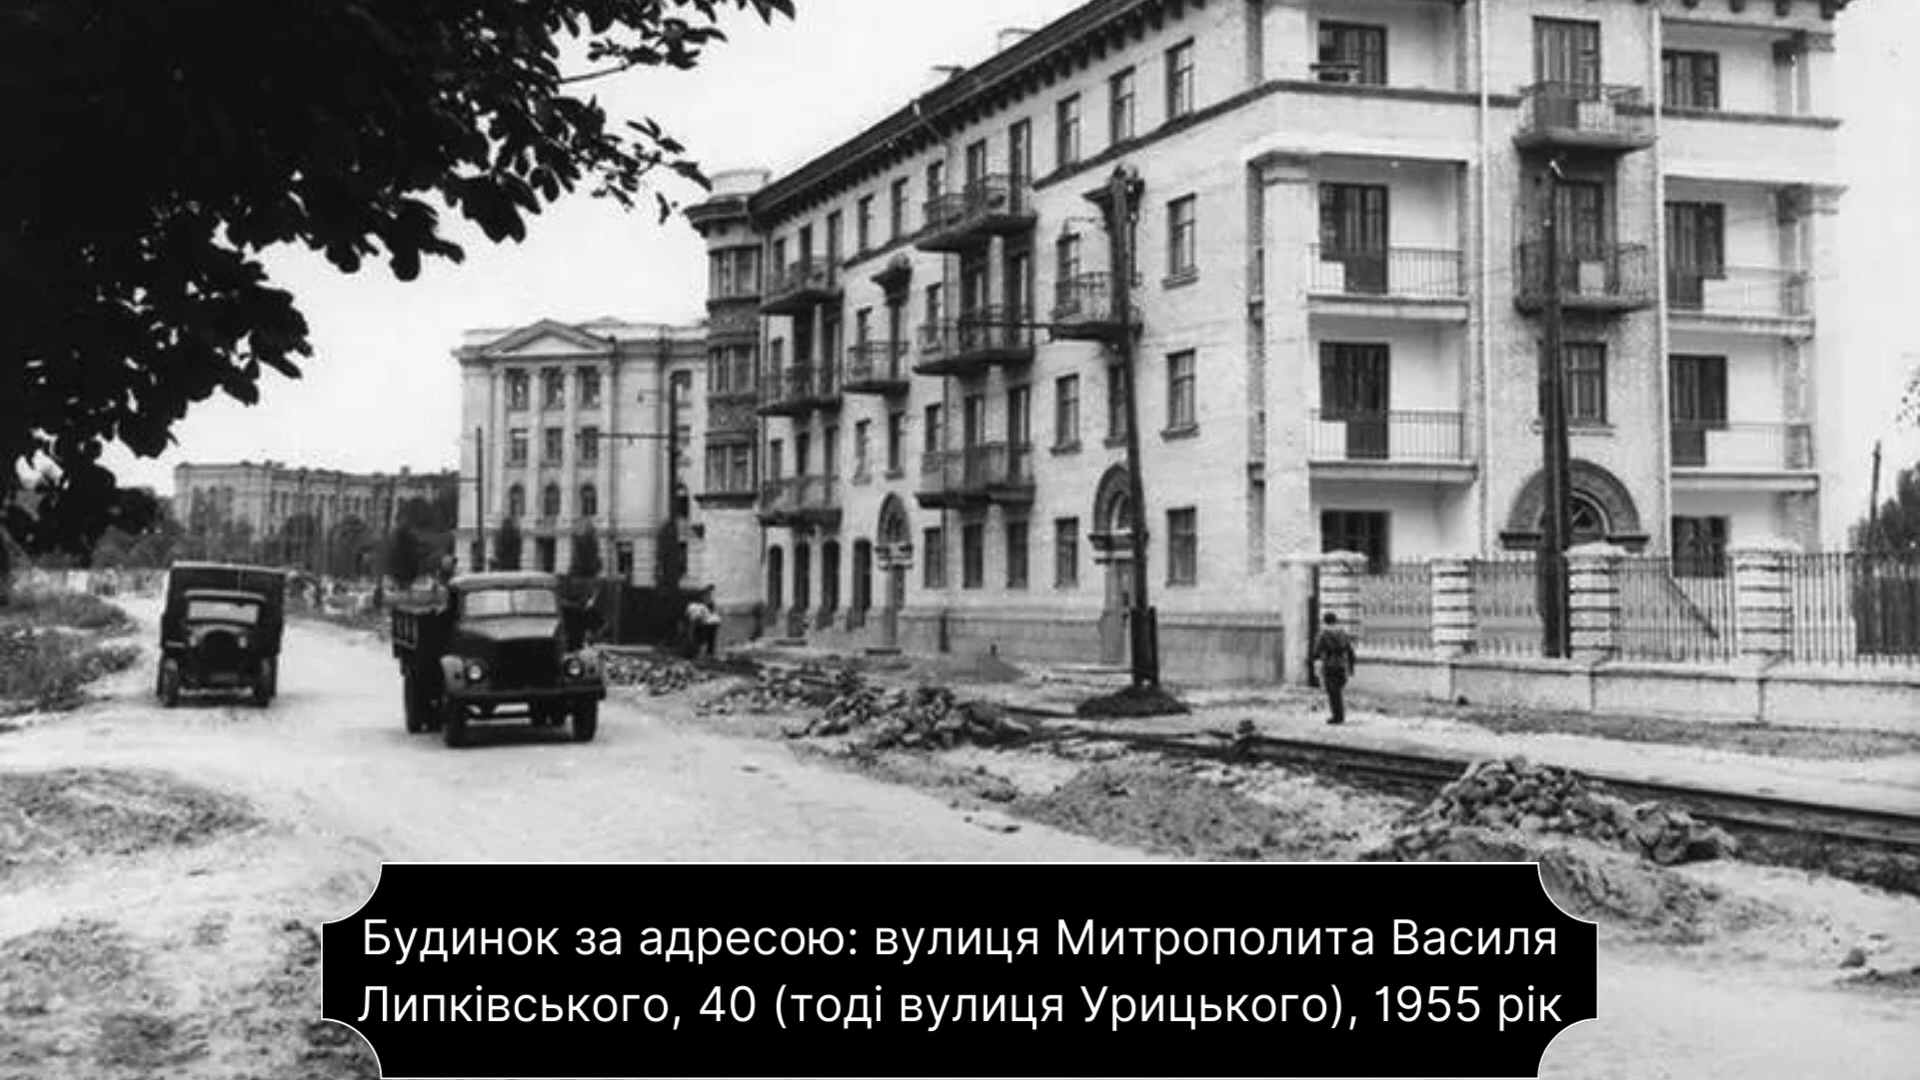 Будинок за адресою: вулиця Митрополита Василя
Липківського, 40 (тоді вулиця Урицького), 1955 рік